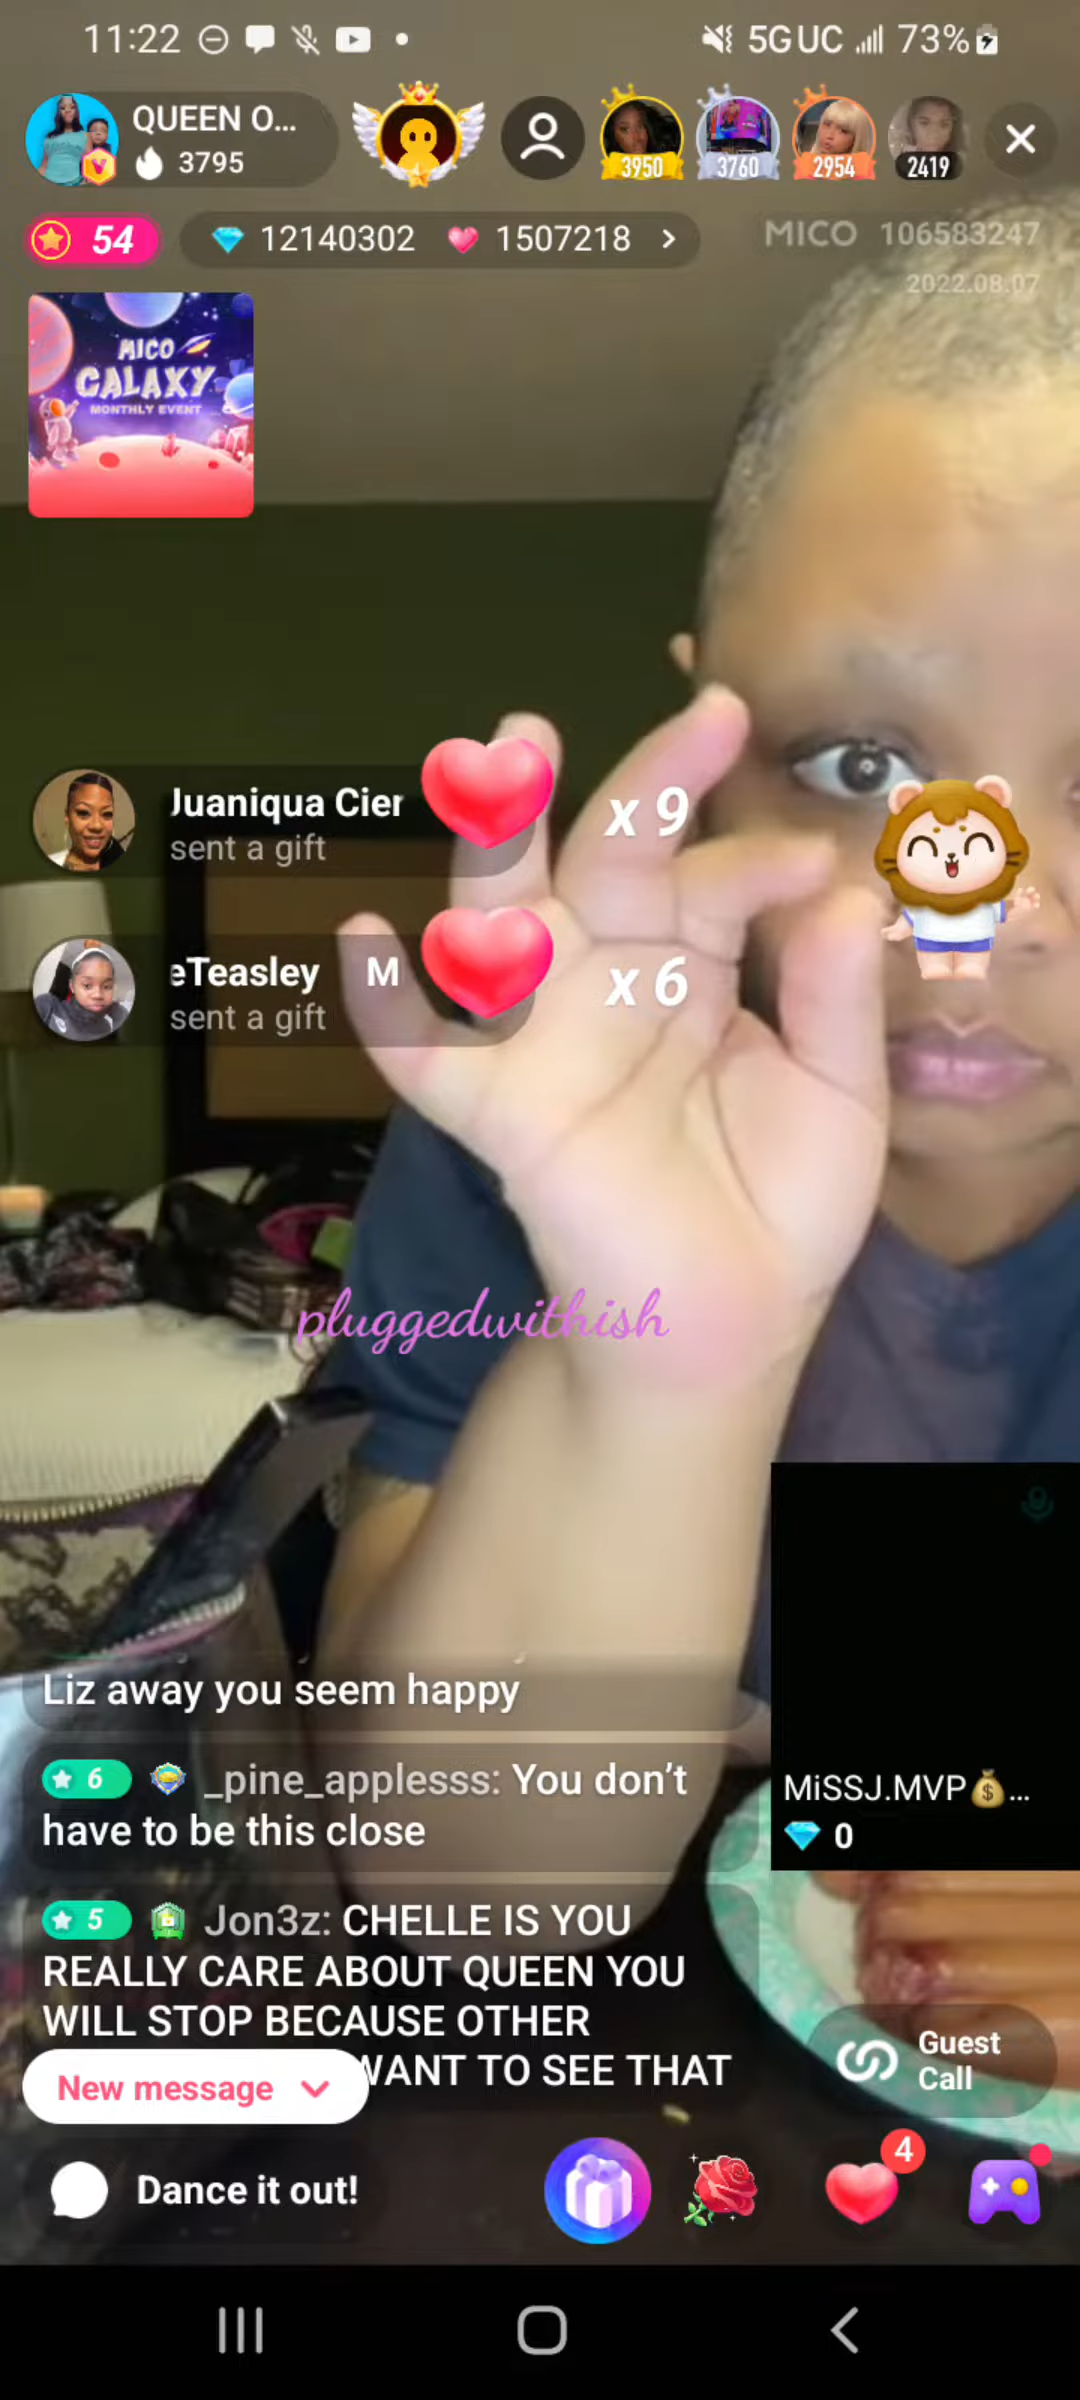 11:22
5G UC 73%
QUEEN O...
3795
3950
3760
2954
2419
54
12140302 1507218 >
MICO 106583247
2022.08.07
MICO
GALAXY
MONTHLY EVENT
Juaniqua Cier
sent a gift
x 9
eTeasley M
sent a gift
x 6
pluggedwithish
Liz away you seem happy
6 _pine_applesss: You don't
have to be this close
MiSSJ.MVP💰...
0
5 Jon3z: CHELLE IS YOU
REALLY CARE ABOUT QUEEN YOU
WILL STOP BECAUSE OTHER
WANT TO SEE THAT
New message
Guest
Call
4
Dance it out!